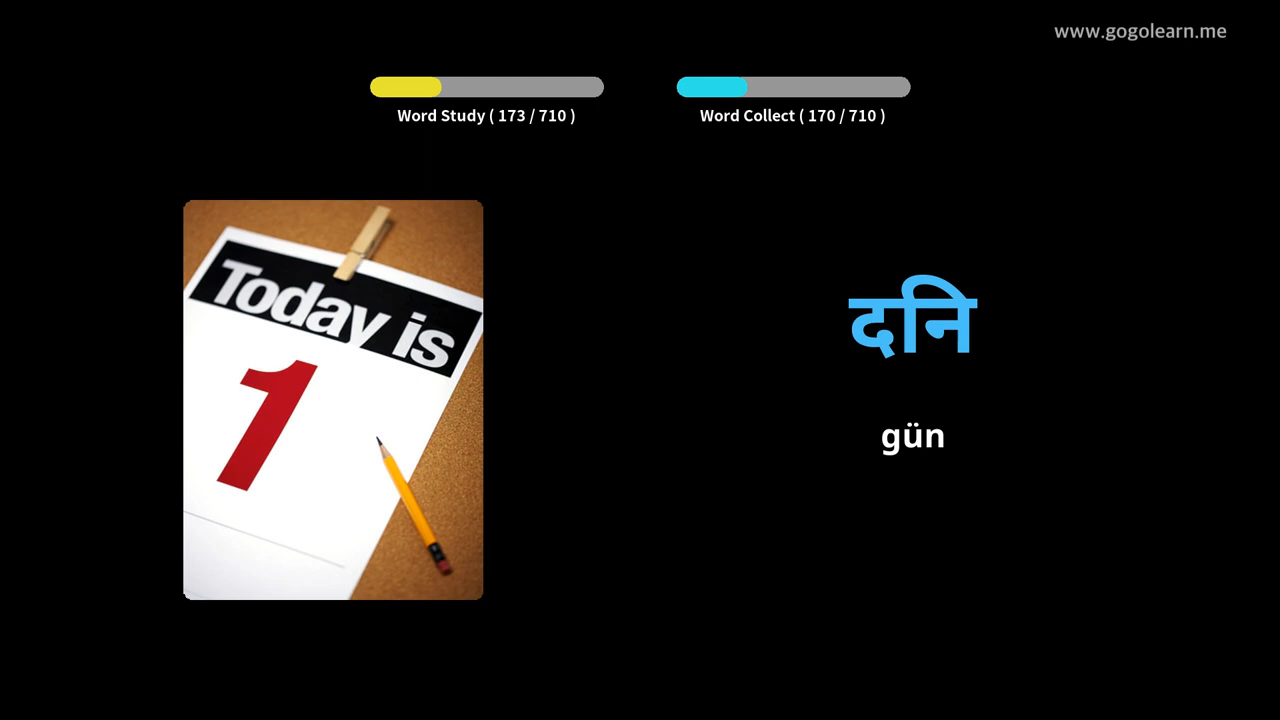 www.gogolearn.me
Word Study ( 173 / 710 )
Word Collect ( 170 / 710 )
Today is
1
दनि
gün